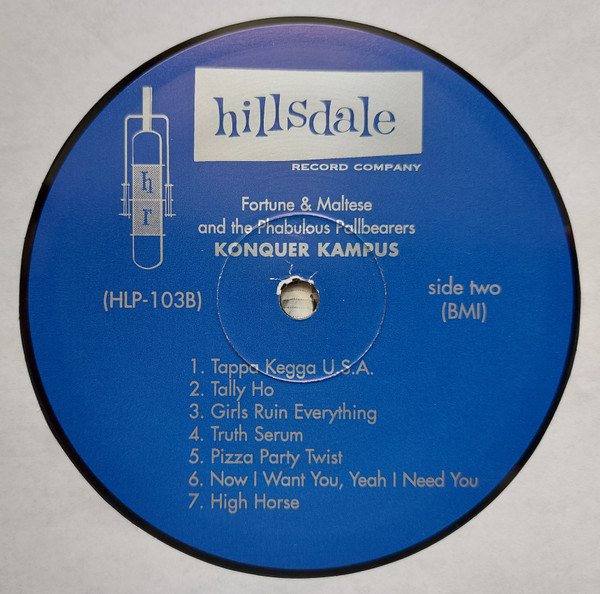 hillsdale
RECORD COMPANY
h
r
Fortune & Maltese
and the Phabulous Pallbearers
KONQUER KAMPUS
(HLP-103B)
side two
(BMI)
1. Tappa Kegga U.S.A.
2. Tally Ho
3. Girls Ruin Everything
4. Truth Serum
5. Pizza Party Twist
6. Now I Want You, Yeah I Need You
7. High Horse